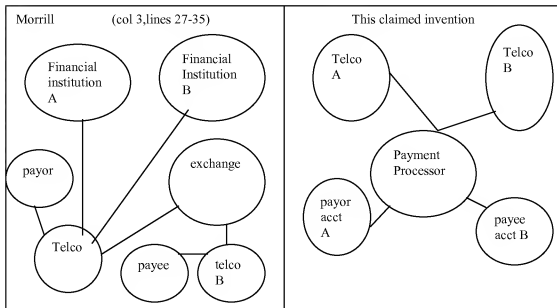 Morrill (col 3,lines 27-35)
Financial
institution
A
Financial
Institution
B
payor
exchange
Telco
payee
telco
B
This claimed invention
Telco
A
Telco
B
Payment
Processor
payor
acct
A
payee
acct B